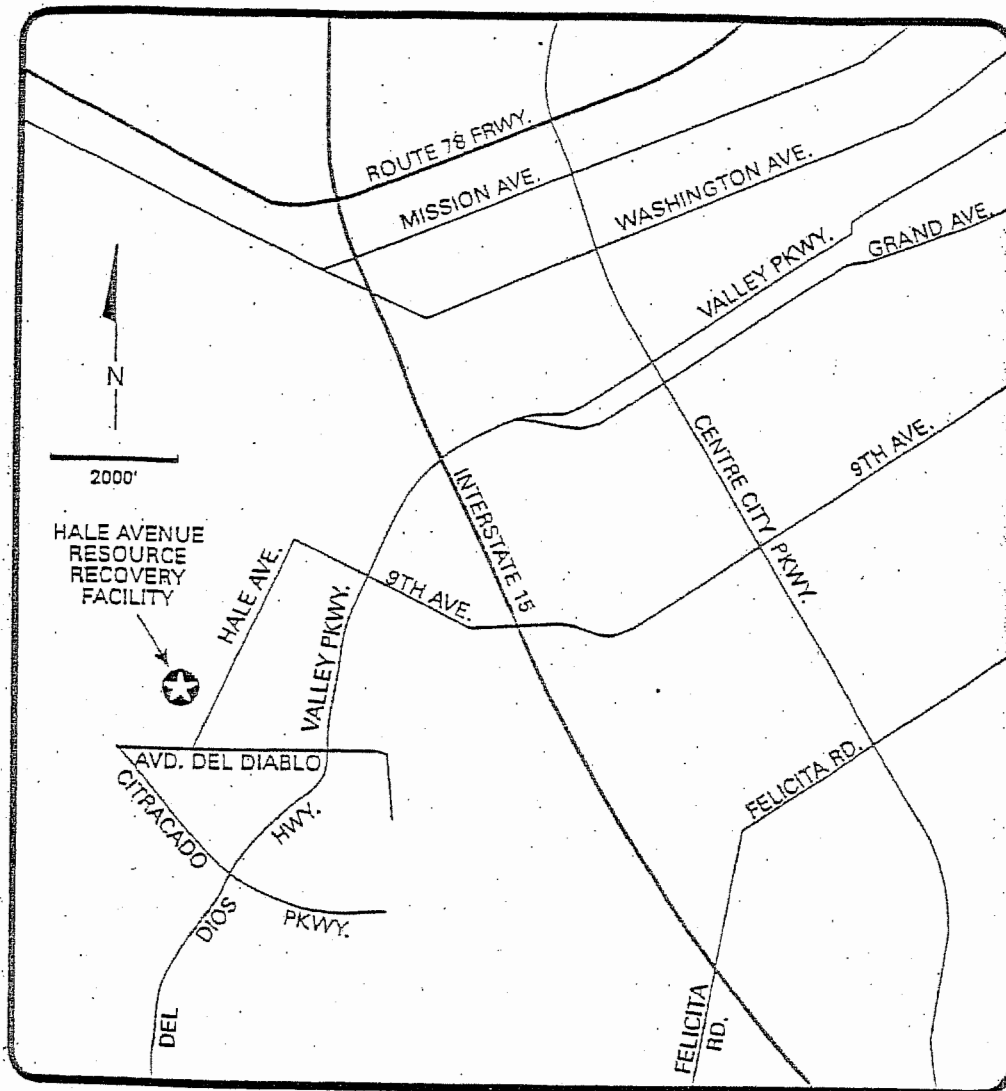 ROUTE 78 FRWY.
MISSION AVE.
WASHINGTON AVE.
VALLEY PKWY.
GRAND AVE.
N
2000'
CENTRE CITY PKWY.
9TH AVE.
INTERSTATE 15
HALE AVENUE
RESOURCE
RECOVERY
FACILITY
HALE AVE.
9TH AVE.
VALLEY PKWY.
AVD. DEL DIABLO
FELICITA RD.
CITRACADO
PKWY.
DEL
DIOS
HWY.
FELICITA
RD.